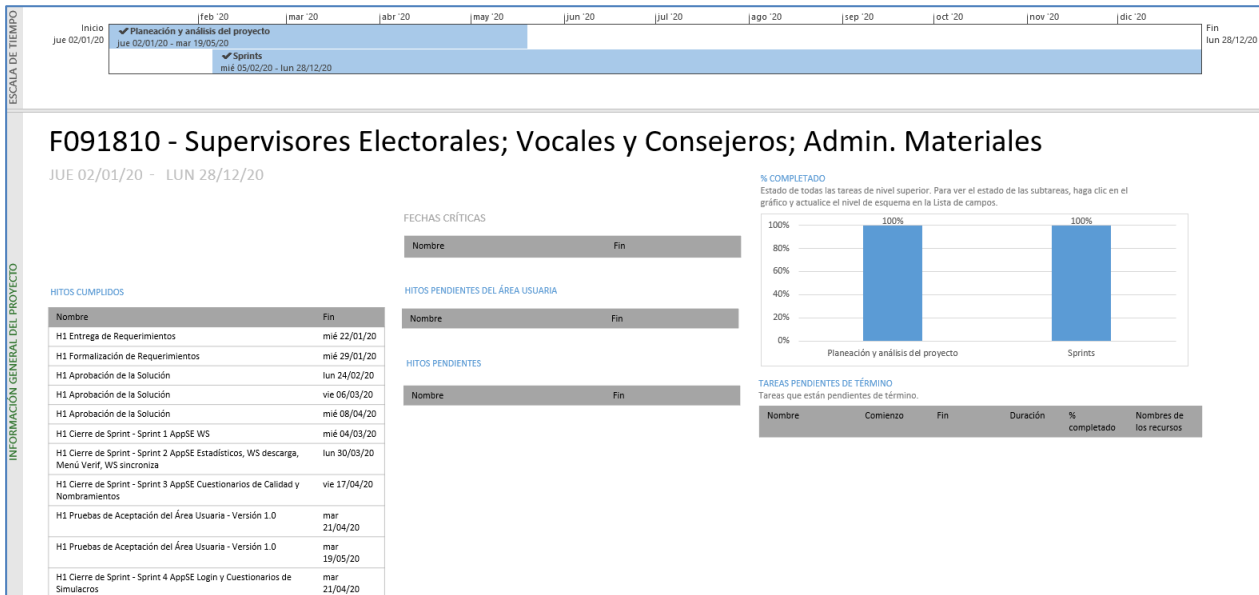 ESCALA DE TIEMPO
feb '20
mar '20
abr '20
may '20
jun '20
jul '20
ago '20
sep '20
oct '20
nov '20
dic '20
Inicio
jue 02/01/20
✔Planeación y análisis del proyecto
jue 02/01/20 - mar 19/05/20
✔Sprints
mié 05/02/20 - lun 28/12/20
Fin
lun 28/12/20
INFORMACIÓN GENERAL DEL PROYECTO
F091810 - Supervisores Electorales; Vocales y Consejeros; Admin. Materiales
JUE 02/01/20 - LUN 28/12/20
HITOS CUMPLIDOS
Nombre Fin
H1 Entrega de Requerimientos mié 22/01/20
H1 Formalización de Requerimientos mié 29/01/20
H1 Aprobación de la Solución lun 24/02/20
H1 Aprobación de la Solución vie 06/03/20
H1 Aprobación de la Solución mié 08/04/20
H1 Cierre de Sprint - Sprint 1 AppSE WS mié 04/03/20
H1 Cierre de Sprint - Sprint 2 AppSE Estadísticos, WS descarga, lun 30/03/20
Menú Verif, WS sincroniza
H1 Cierre de Sprint - Sprint 3 AppSE Cuestionarios de Calidad y vie 17/04/20
Nombramientos
H1 Pruebas de Aceptación del Área Usuaria - Versión 1.0 mar
21/04/20
H1 Pruebas de Aceptación del Área Usuaria - Versión 1.0 mar
19/05/20
H1 Cierre de Sprint - Sprint 4 AppSE Login y Cuestionarios de mar
Simulacros 21/04/20
FECHAS CRÍTICAS
Nombre Fin
HITOS PENDIENTES DEL ÁREA USUARIA
Nombre Fin
HITOS PENDIENTES
Nombre Fin
% COMPLETADO
Estado de todas las tareas de nivel superior. Para ver el estado de las subtareas, haga clic en el
gráfico y actualice el nivel de esquema en la Lista de campos.
100%
80%
60%
40%
20%
0%
100%
100%
Planeación y análisis del proyecto
Sprints
TAREAS PENDIENTES DE TÉRMINO
Tareas que están pendientes de término.
Nombre Comienzo Fin Duración % Nombres de
completado los recursos